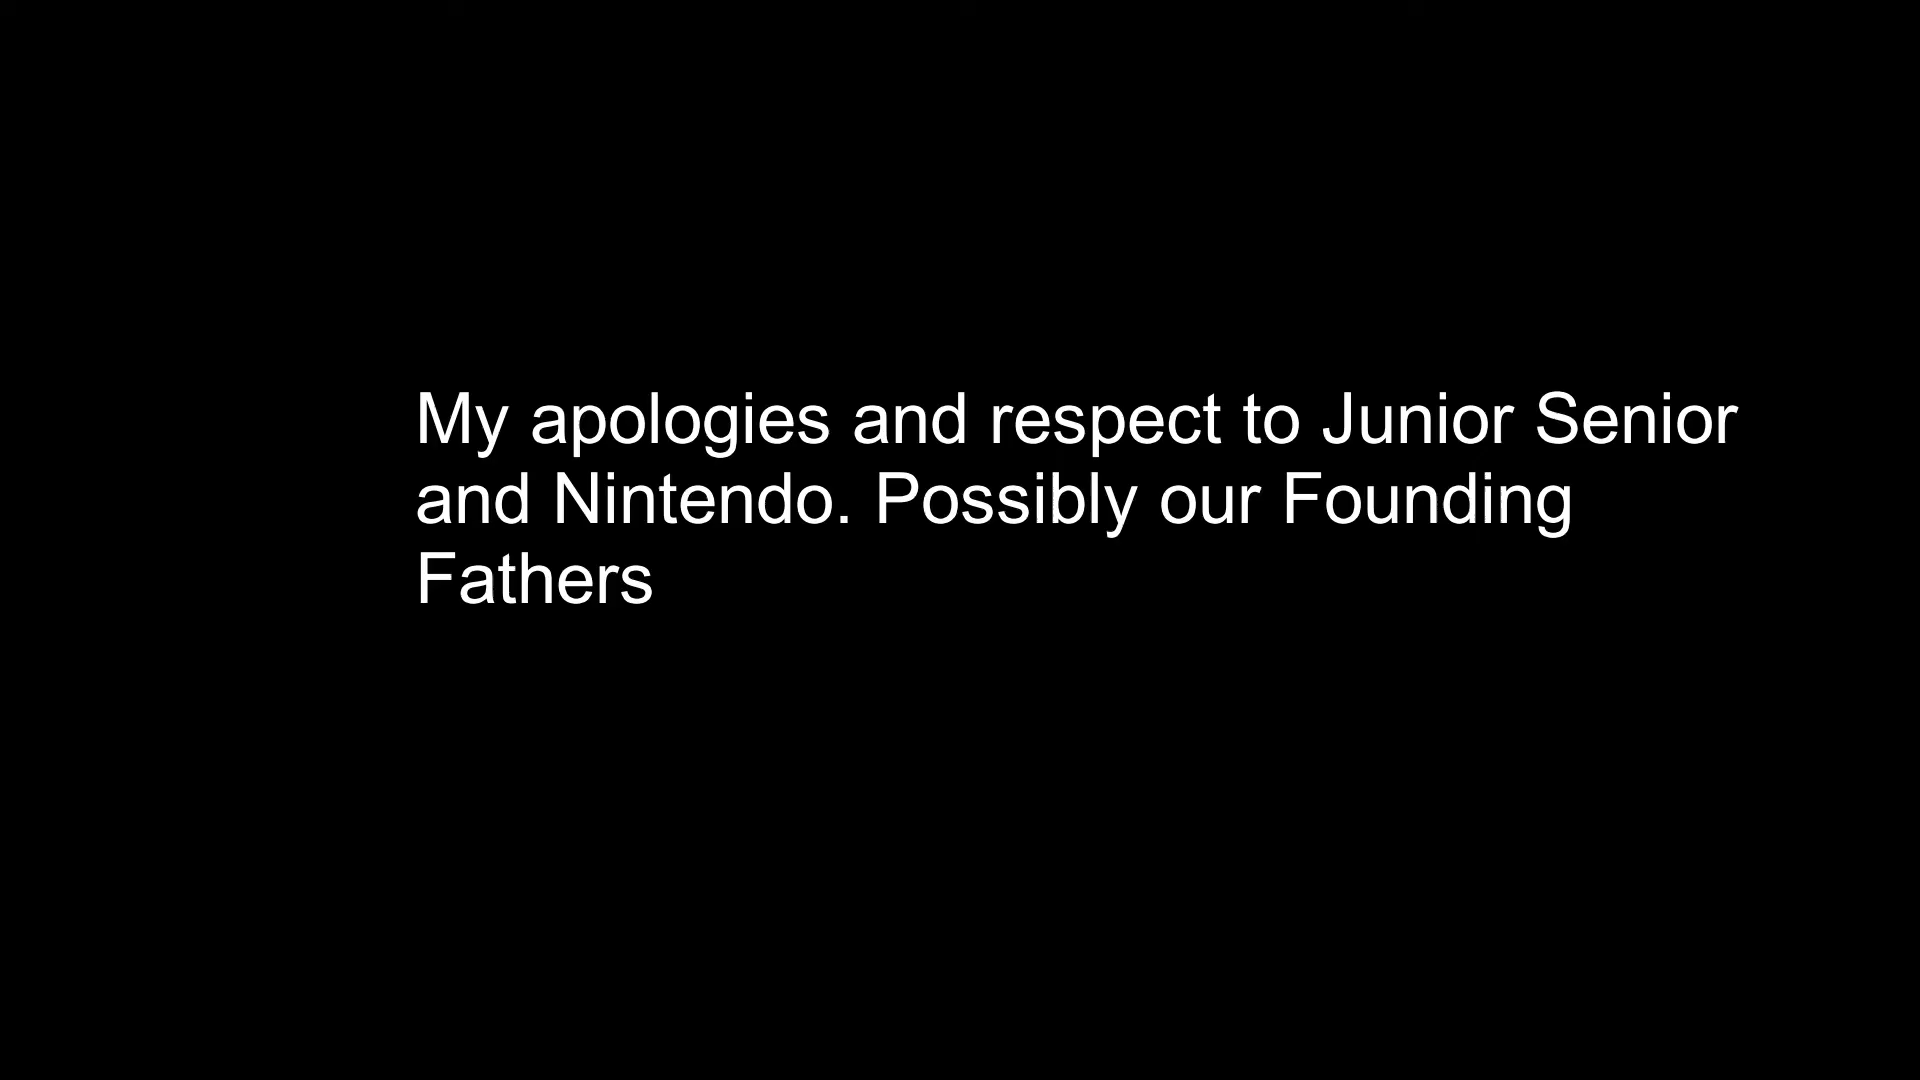 My apologies and respect to Junior Senior
and Nintendo. Possibly our Founding
Fathers